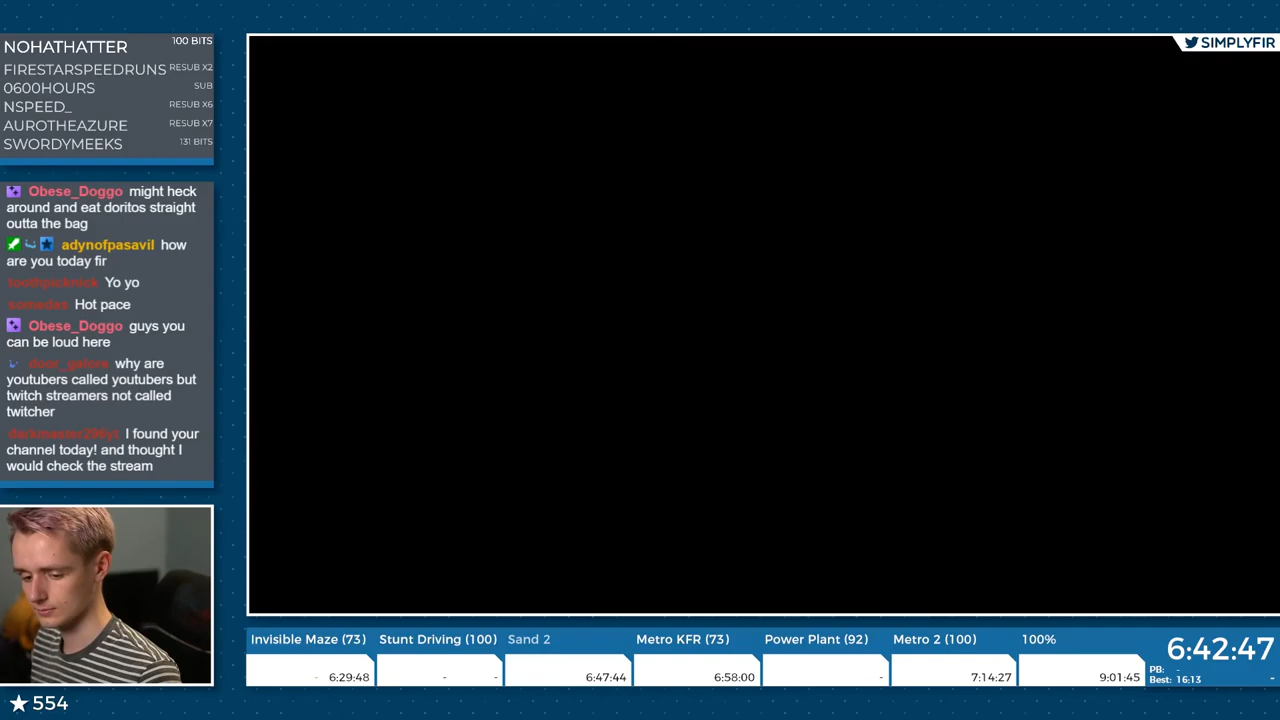 NOHATHATTER 100 BITS
FIRESTARSPEEDRUNS RESUB X2
0600HOURS SUB
NSPEED_ RESUB X6
AUROTHEAZURE RESUB X7
SWORDYMEEKS 131 BITS
SIMPLYFIR
Obese_Doggo might heck
around and eat doritos straight
outta the bag
adynofpasavil how
are you today fir
toothpicknick Yo yo
Hot pace
Obese_Doggo guys you
can be loud here
why are
youtubers called youtubers but
twitch streamers not called
twitcher
I found your
channel today! and thought I
would check the stream
Invisible Maze (73) Stunt Driving (100) Sand 2 Metro KFR (73) Power Plant (92) Metro 2 (100) 100%
- 6:29:48 - - 6:47:44 6:58:00 - 7:14:27 9:01:45
6:42:47
PB: -
Best: 16:13 -
★ 554